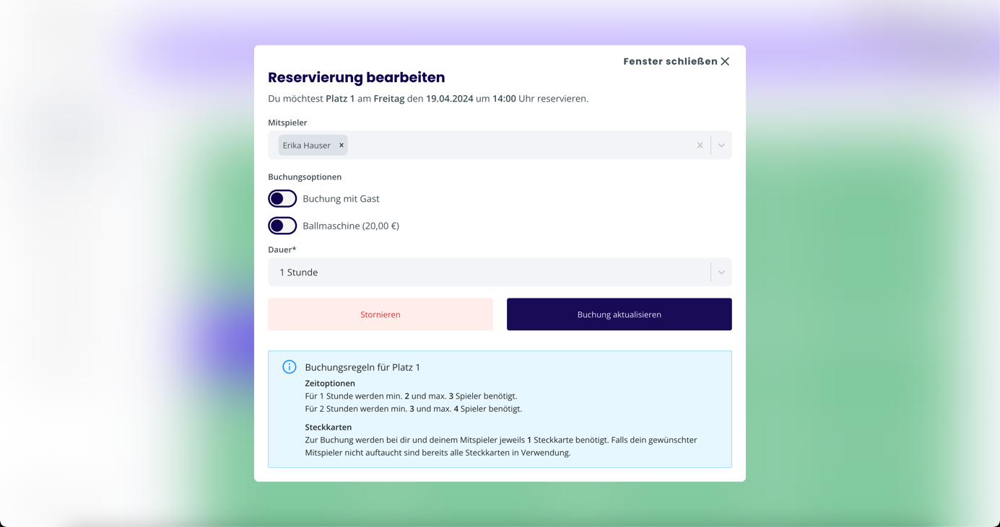 Fenster schließen
Reservierung bearbeiten
Du möchtest Platz 1 am Freitag den 19.04.2024 um 14:00 Uhr reservieren.
Mitspieler
Erika Hauser
Buchungsoptionen
Buchung mit Gast
Ballmaschine (20,00 €)
Dauer*
1 Stunde
Stornieren
Buchung aktualisieren
Buchungsregeln für Platz 1
Zeitoptionen
Für 1 Stunde werden min. 2 und max. 3 Spieler benötigt.
Für 2 Stunden werden min. 3 und max. 4 Spieler benötigt.
Steckkarten
Zur Buchung werden bei dir und deinem Mitspieler jeweils 1 Steckkarte benötigt. Falls dein gewünschter
Mitspieler nicht auftaucht sind bereits alle Steckkarten in Verwendung.